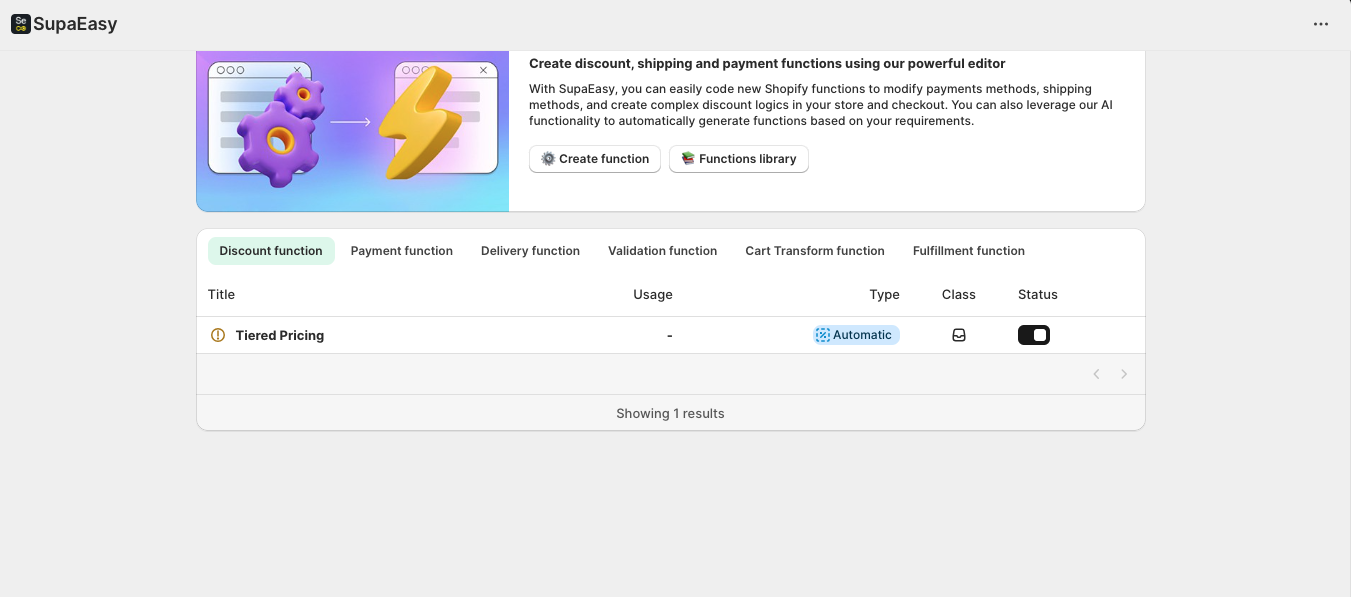 Se
SupaEasy
Create discount, shipping and payment functions using our powerful editor
With SupaEasy, you can easily code new Shopify functions to modify payments methods, shipping
methods, and create complex discount logics in your store and checkout. You can also leverage our AI
functionality to automatically generate functions based on your requirements.
Create function
Functions library
Discount function
Payment function
Delivery function
Validation function
Cart Transform function
Fulfillment function
Title
Usage
Type
Class
Status
Tiered Pricing
-
Automatic
Showing 1 results